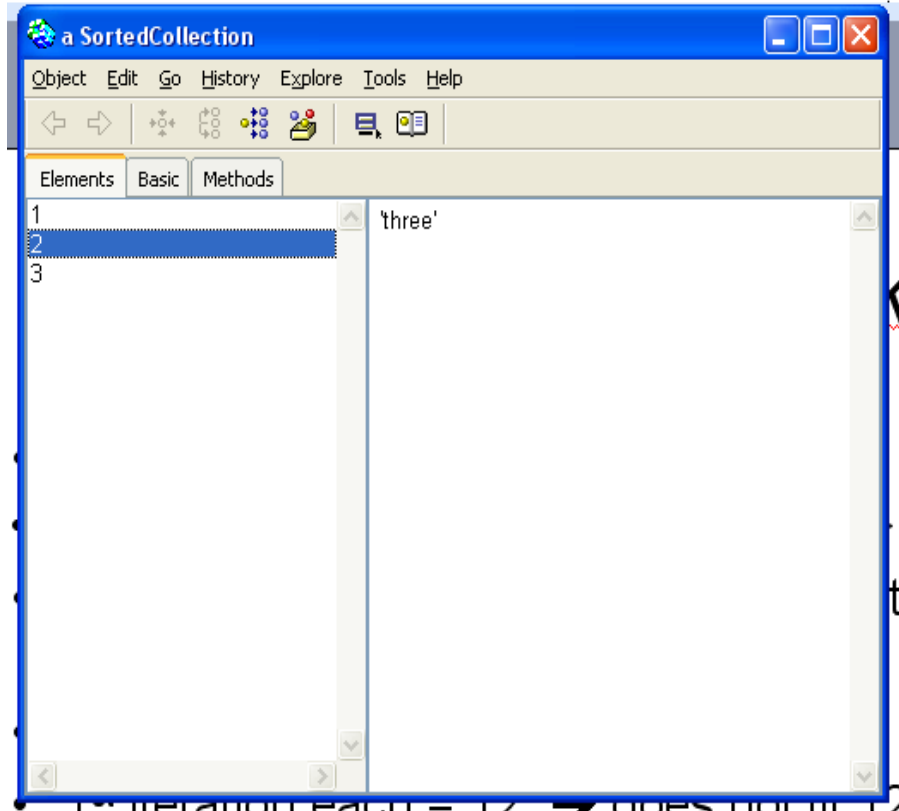 a SortedCollection
Object Edit Go History Explore Tools Help
Elements Basic Methods
1
2
3
'three'